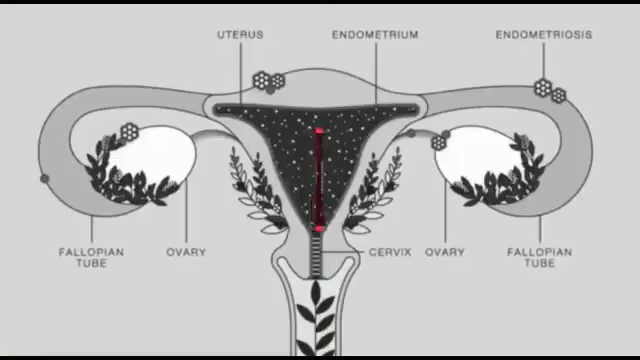 UTERUS
ENDOMETRIUM
ENDOMETRIOSIS
FALLOPIAN
TUBE
OVARY
CERVIX
OVARY
FALLOPIAN
TUBE